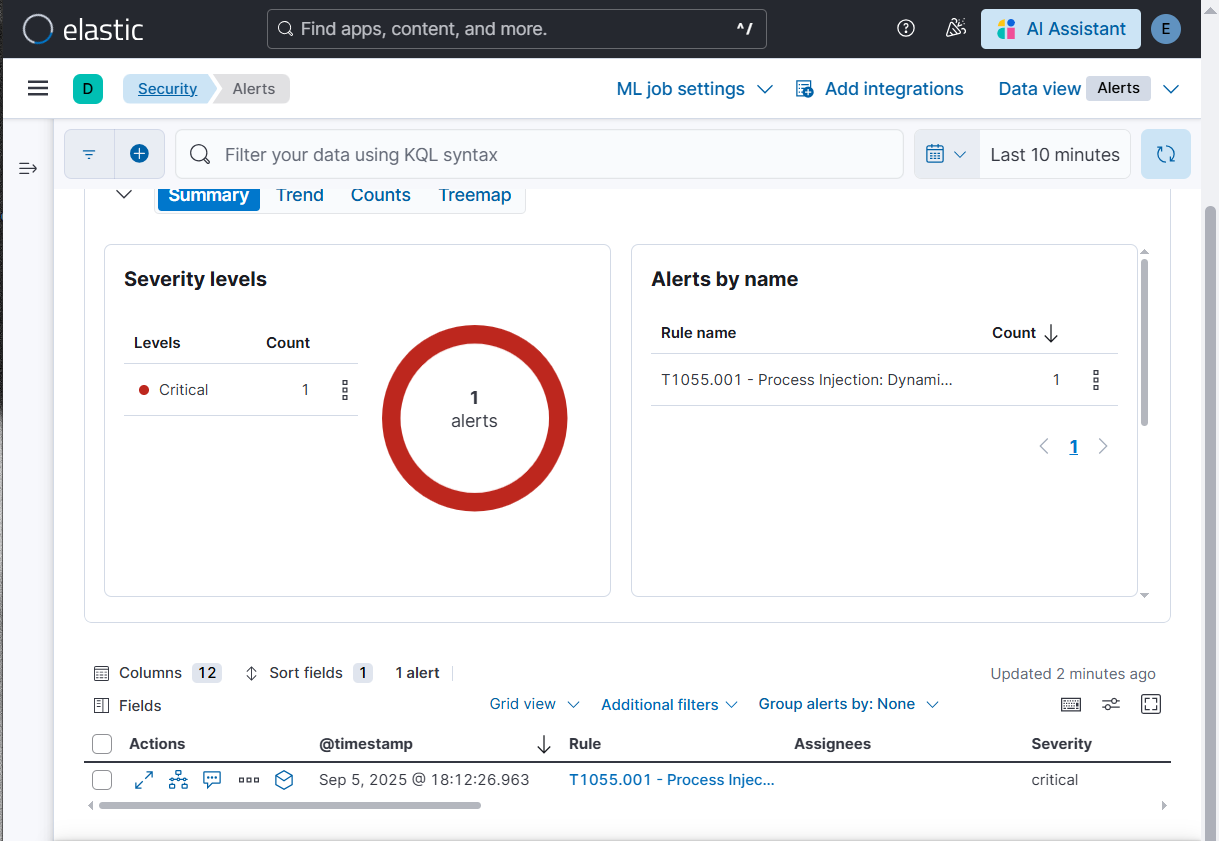 elastic
Find apps, content, and more.
^/
AI Assistant
E
D
Security
Alerts
ML job settings
Add integrations
Data view
Alerts
Filter your data using KQL syntax
Last 10 minutes
Summary
Trend
Counts
Treemap
Severity levels
Levels
Count
Critical
1
1
alerts
Alerts by name
Rule name
Count
T1055.001 - Process Injection: Dynami...
1
1
Columns
12
Sort fields
1
1 alert
Updated 2 minutes ago
Fields
Grid view
Additional filters
Group alerts by: None
Actions
@timestamp
Rule
Assignees
Severity
Sep 5, 2025 @ 18:12:26.963
T1055.001 - Process Injec...
critical